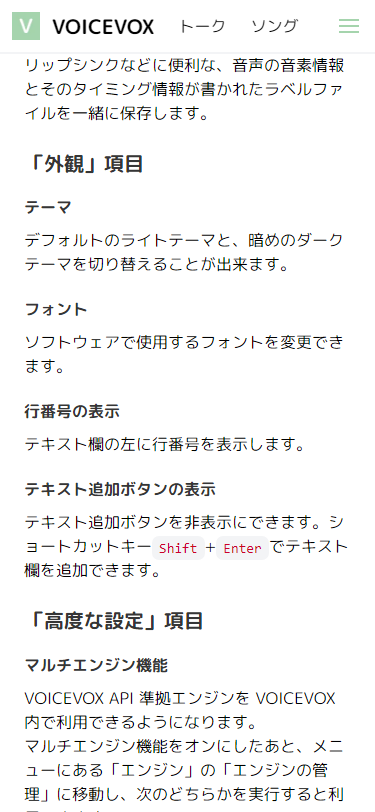 V VOICEVOX トーク ソング
リップシンクなどに便利な、音声の音素情報
とそのタイミング情報が書かれたラベルファ
イルを一緒に保存します。
「外観」項目
テーマ
デフォルトのライトテーマと、暗めのダーク
テーマを切り替えることが出来ます。
フォント
ソフトウェアで使用するフォントを変更でき
ます。
行番号の表示
テキスト欄の左に行番号を表示します。
テキスト追加ボタンの表示
テキスト追加ボタンを非表示にできます。シ
ョートカットキー Shift + Enter でテキスト
欄を追加できます。
「高度な設定」項目
マルチエンジン機能
VOICEVOX API 準拠エンジンを VOICEVOX
内で利用できるようになります。
マルチエンジン機能をオンにしたあと、メニ
ューにある「エンジン」の「エンジンの管
理」に移動し、次のどちらかを実行すると利